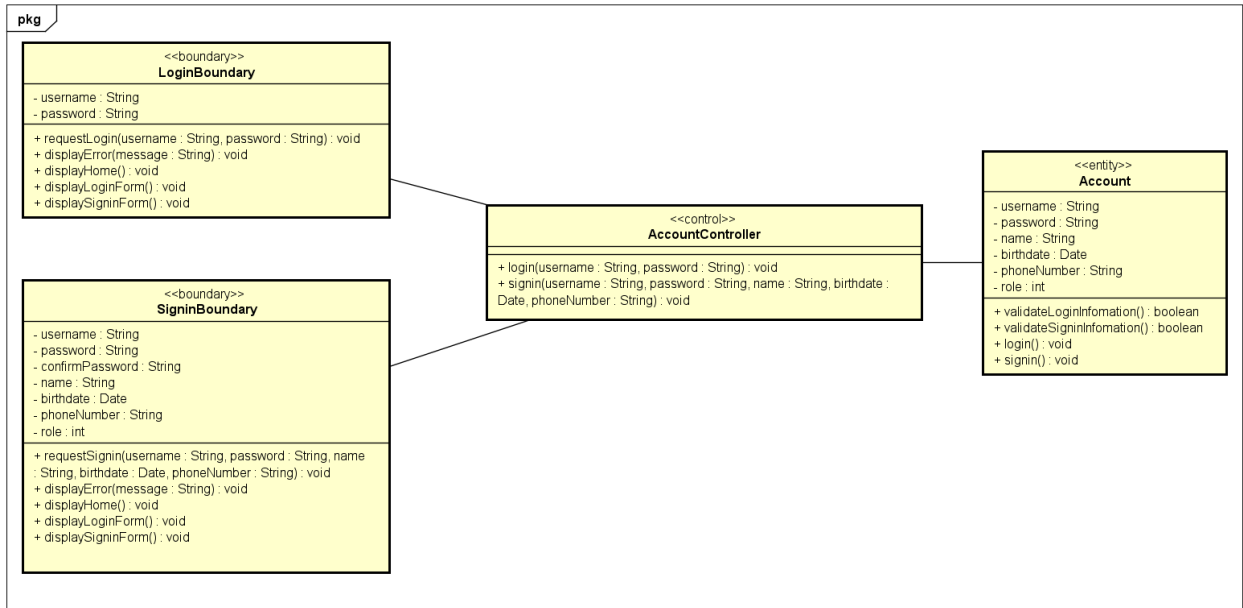 pkg
<<boundary>>
LoginBoundary
- username : String
- password : String
+ requestLogin(username : String, password : String) : void
+ displayError(message : String) : void
+ displayHome() : void
+ displayLoginForm() : void
+ displaySigninForm() : void
<<boundary>>
SigninBoundary
- username : String
- password : String
- confirmPassword : String
- name : String
- birthdate : Date
- phoneNumber : String
- role : int
+ requestSignin(username : String, password : String, name
: String, birthdate : Date, phoneNumber : String) : void
+ displayError(message : String) : void
+ displayHome() : void
+ displayLoginForm() : void
+ displaySigninForm() : void
<<control>>
AccountController
+ login(username : String, password : String) : void
+ signin(username : String, password : String, name : String, birthdate :
Date, phoneNumber : String) : void
<<entity>>
Account
- username : String
- password : String
- name : String
- birthdate : Date
- phoneNumber : String
- role : int
+ validateLoginInfomation() : boolean
+ validateSigninInfomation() : boolean
+ login() : void
+ signin() : void